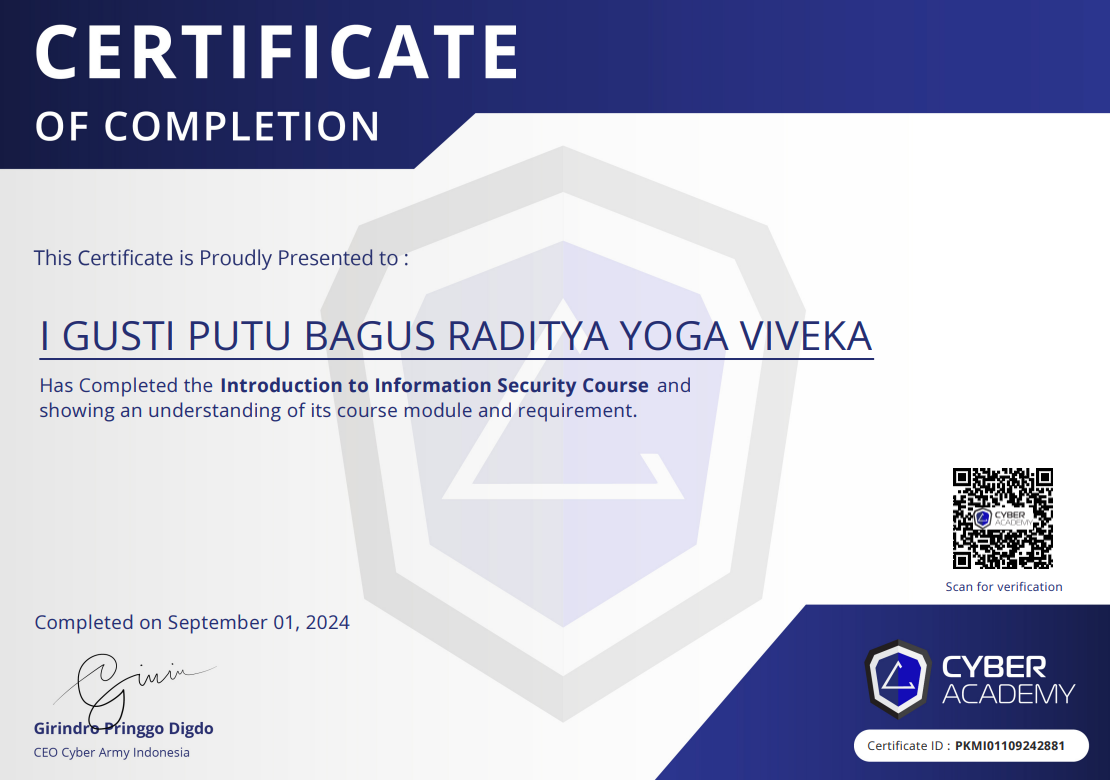 CERTIFICATE
OF COMPLETION
This Certificate is Proudly Presented to :
I GUSTI PUTU BAGUS RADITYA YOGA VIVEKA
Has Completed the Introduction to Information Security Course and
showing an understanding of its course module and requirement.
CYBER
ACADEMY
Scan for verification
Completed on September 01, 2024
Girindro Pringgo Digdo
CEO Cyber Army Indonesia
CYBER
ACADEMY
Certificate ID : PKMI01109242881